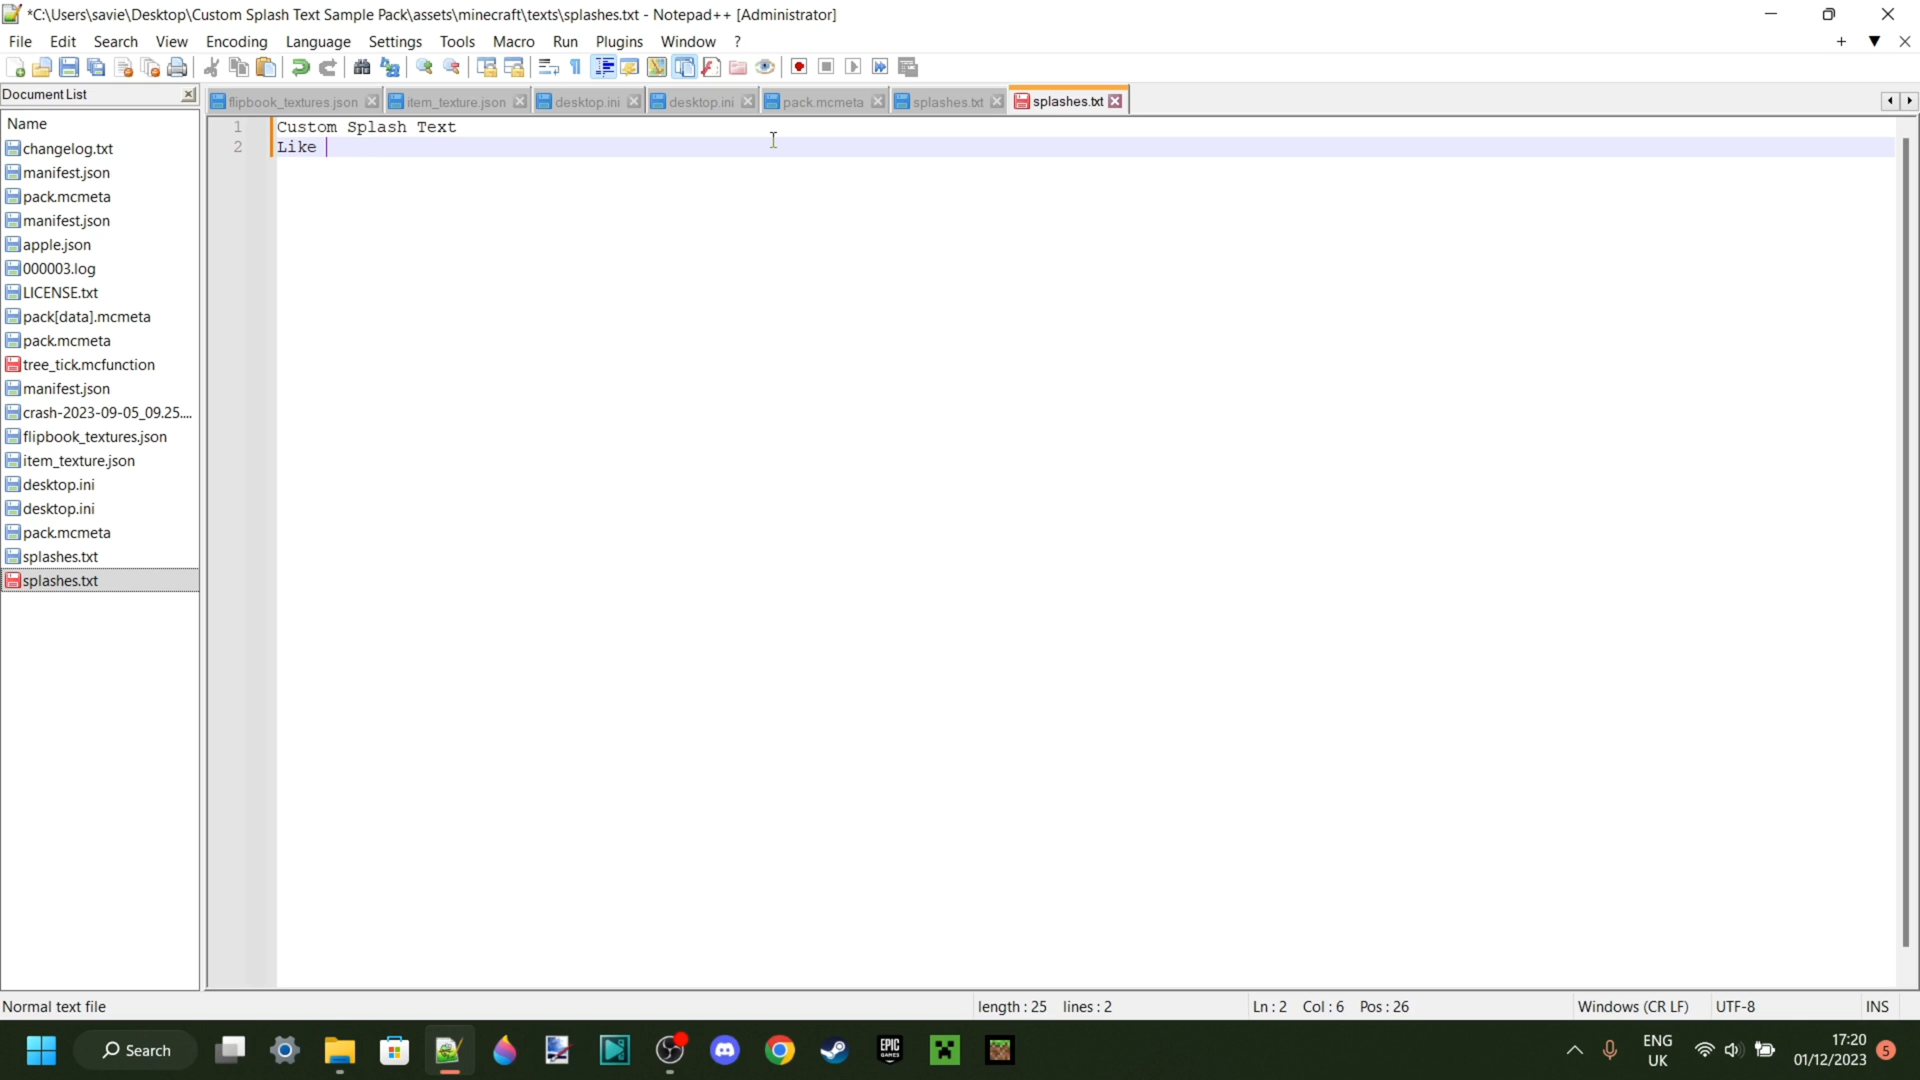 *C:\Users\savie\Desktop\Custom Splash Text Sample Pack\assets\minecraft\texts\splashes.txt - Notepad++ [Administrator]
File Edit Search View Encoding Language Settings Tools Macro Run Plugins Window ?
Document List
flipbook_textures.json item_texture.json desktop.ini desktop.ini pack.mcmeta splashes.txt splashes.txt
Name
changelog.txt
manifest.json
pack.mcmeta
manifest.json
apple.json
000003.log
LICENSE.txt
pack[data].mcmeta
pack.mcmeta
tree_tick.mcfunction
manifest.json
crash-2023-09-05_09.25....
flipbook_textures.json
item_texture.json
desktop.ini
desktop.ini
pack.mcmeta
splashes.txt
splashes.txt
1 Custom Splash Text
2 Like
Normal text file length : 25 lines : 2 Ln : 2 Col : 6 Pos : 26 Windows (CR LF) UTF-8 INS
Search
EPIC GAMES
ENG
UK
17:20
01/12/2023
5